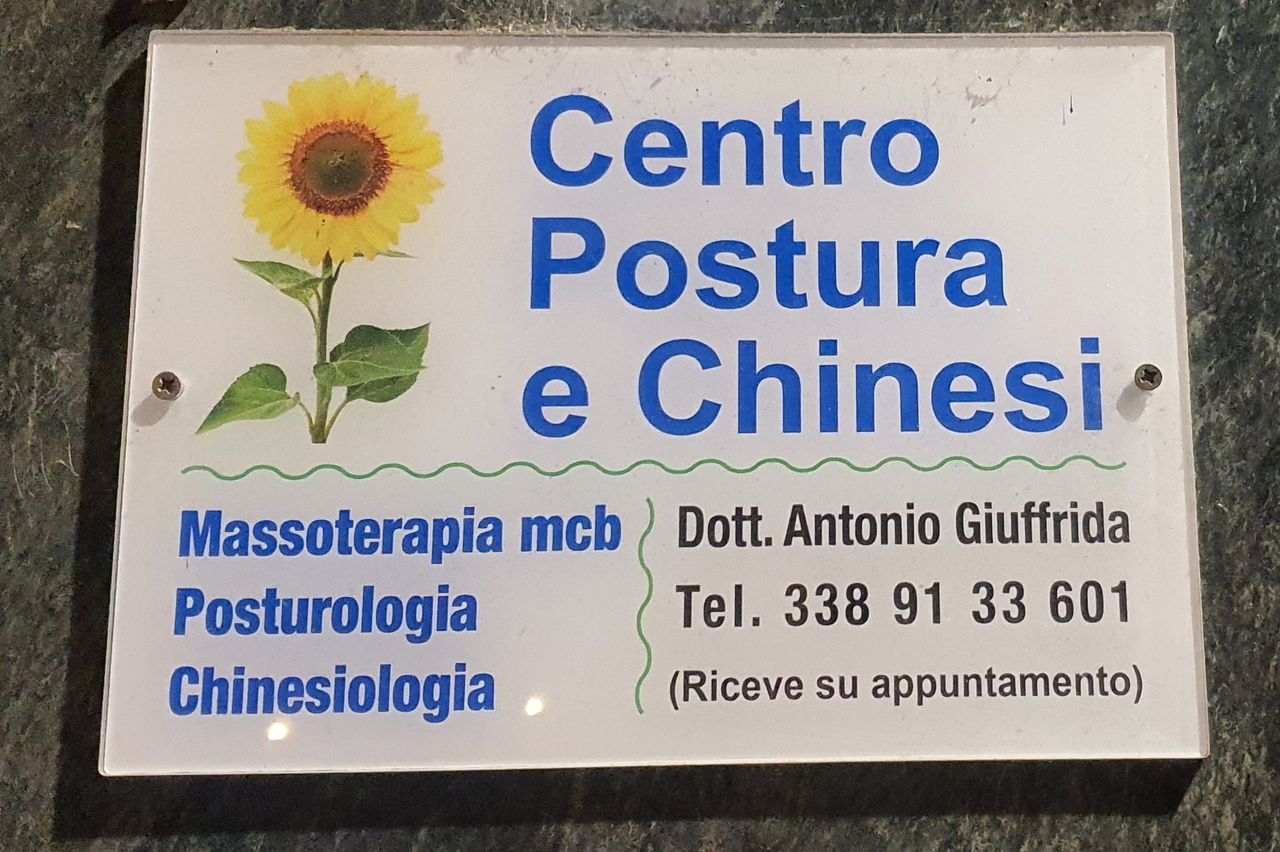 Centro
Postura
e Chinesi
Massoterapia mcb
Posturologia
Chinesiologia
Dott. Antonio Giuffrida
Tel. 338 91 33 601
(Riceve su appuntamento)